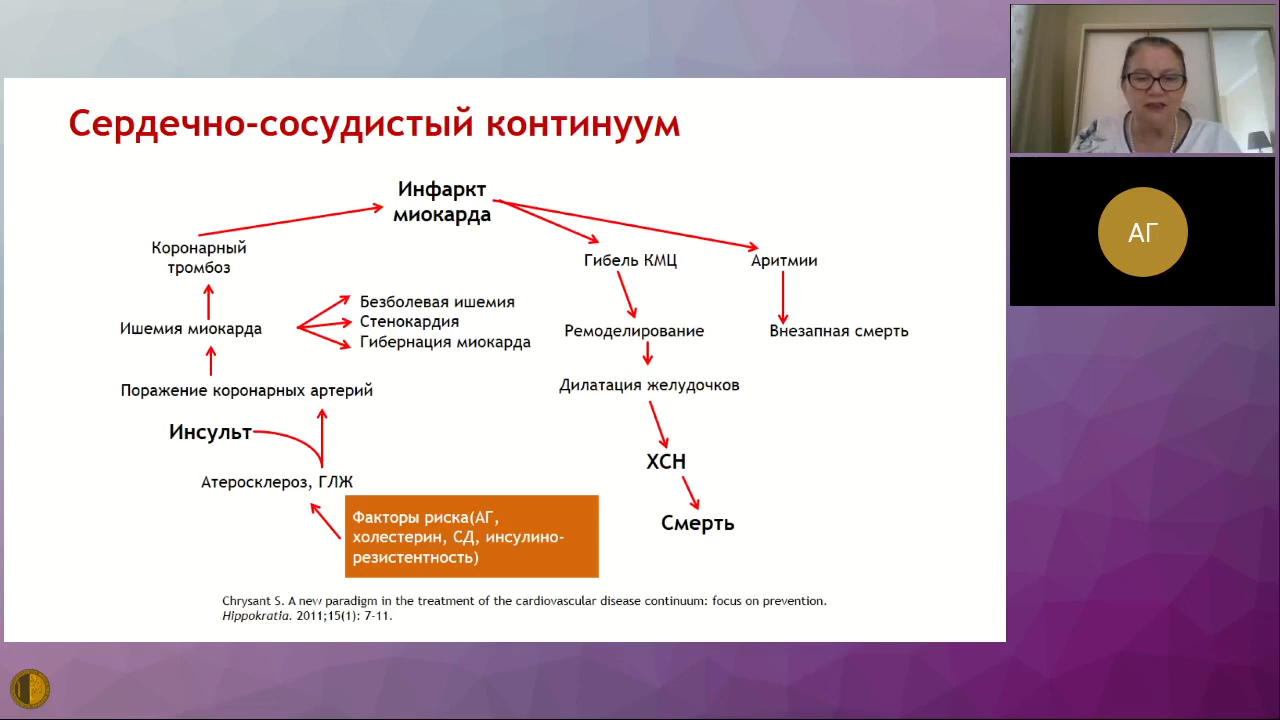 Сердечно-сосудистый континуум
Инфаркт
миокарда
Коронарный
тромбоз
Гибель КМЦ
Аритмии
Безболевая ишемия
Ишемия миокарда
Стенокардия
Гибернация миокарда
Ремоделирование
Внезапная смерть
Поражение коронарных артерий
Дилатация желудочков
Инсульт
ХСН
Атеросклероз, ГЛЖ
Факторы риска(АГ,
холестерин, СД, инсулино-
резистентность)
Смерть
Chrysant S. A new paradigm in the treatment of the cardiovascular disease continuum: focus on prevention.
Hippokratia. 2011;15(1): 7-11.
АГ